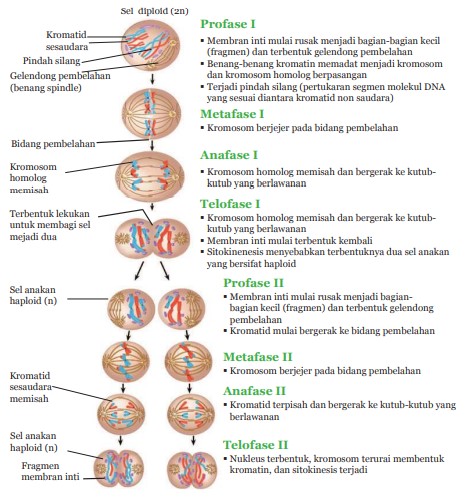 Sel diploid (2n)
Kromatid
sesaudara
Pindah silang
Gelendong pembelahan
(benang spindle)
Profase I
▪ Membran inti mulai rusak menjadi bagian-bagian kecil
(fragmen) dan terbentuk gelendong pembelahan
▪ Benang-benang kromatin memadat menjadi kromosom
dan kromosom homolog berpasangan
▪ Terjadi pindah silang (pertukaran segmen molekul DNA
yang sesuai diantara kromatid non saudara)
Metafase I
▪ Kromosom berjejer pada bidang pembelahan
Bidang pembelahan
Anafase I
Kromosom
homolog
memisah
▪ Kromosom homolog memisah dan bergerak ke kutub-
kutub yang berlawanan
Telofase I
Terbentuk lekukan
untuk membagi sel
mejadi dua
▪ Kromosom homolog memisah dan bergerak ke kutub-
kutub yang berlawanan
▪ Membran inti mulai terbentuk kembali
▪ Sitokinenesis menyebabkan terbentuknya dua sel anakan
yang bersifat haploid
Sel anakan
haploid (n)
Profase II
▪ Membran inti mulai rusak menjadi bagian-
bagian kecil (fragmen) dan terbentuk gelendong
pembelahan
▪ Kromatid mulai bergerak ke bidang pembelahan
Metafase II
▪ Kromosom berjejer pada bidang pembelahan
Kromatid
sesaudara
memisah
Anafase II
▪ Kromatid terpisah dan bergerak ke kutub-kutub yang
berlawanan
Sel anakan
haploid (n)
Fragmen
membran inti
Telofase II
▪ Nukleus terbentuk, kromosom terurai membentuk
kromatin, dan sitokinesis terjadi